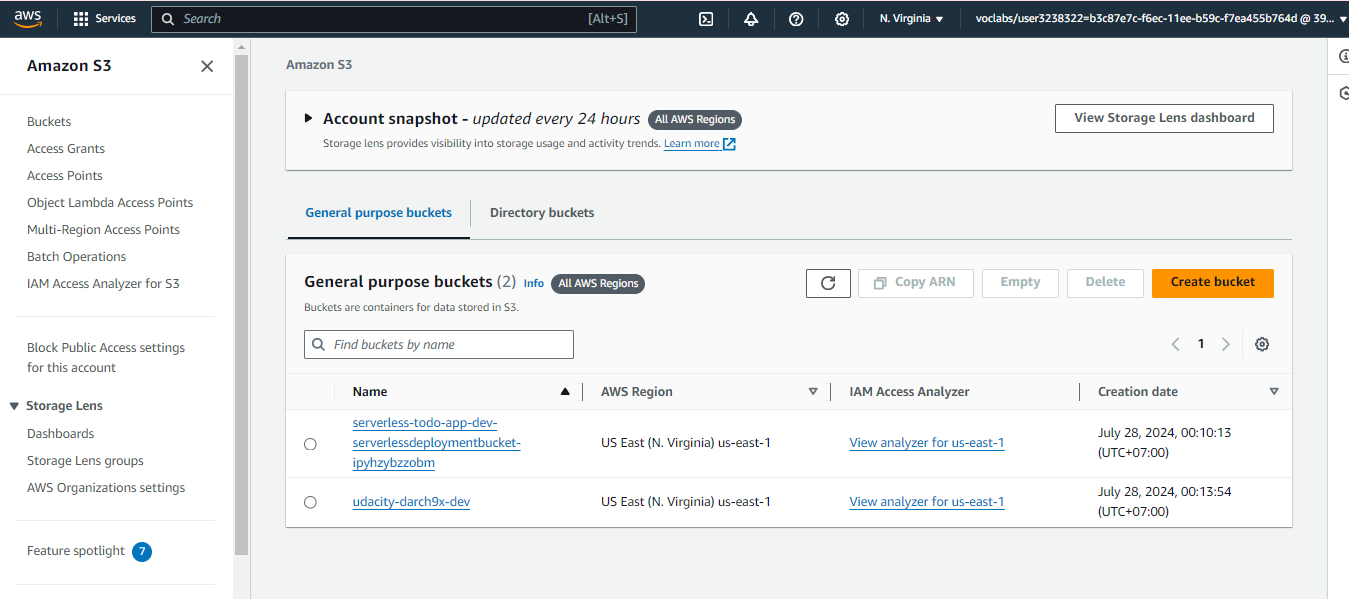 aws
Services
Search
[Alt+S]
N. Virginia
voclabs/user3238322=b3c87e7c-f6ec-11ee-b59c-f7ea455b764d @ 39...
Amazon S3
Buckets
Access Grants
Access Points
Object Lambda Access Points
Multi-Region Access Points
Batch Operations
IAM Access Analyzer for S3
Block Public Access settings
for this account
Storage Lens
Dashboards
Storage Lens groups
AWS Organizations settings
Feature spotlight 7
Amazon S3
Account snapshot - updated every 24 hours All AWS Regions
Storage lens provides visibility into storage usage and activity trends. Learn more
View Storage Lens dashboard
General purpose buckets
Directory buckets
General purpose buckets (2) Info All AWS Regions
Buckets are containers for data stored in S3.
Copy ARN
Empty
Delete
Create bucket
Find buckets by name
1
Name
AWS Region
IAM Access Analyzer
Creation date
serverless-todo-app-dev-
serverlessdeploymentbucket-
ipyhzybzzobm
US East (N. Virginia) us-east-1
View analyzer for us-east-1
July 28, 2024, 00:10:13
(UTC+07:00)
udacity-darch9x-dev
US East (N. Virginia) us-east-1
View analyzer for us-east-1
July 28, 2024, 00:13:54
(UTC+07:00)